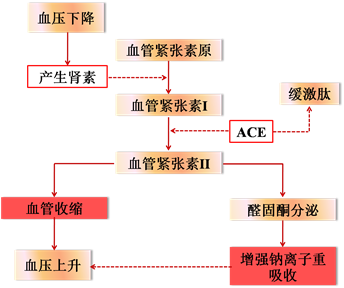 血压下降
血管紧张素原
产生肾素
缓激肽
血管紧张素I
ACE
血管紧张素II
血管收缩
醛固酮分泌
血压上升
增强钠离子重
吸收